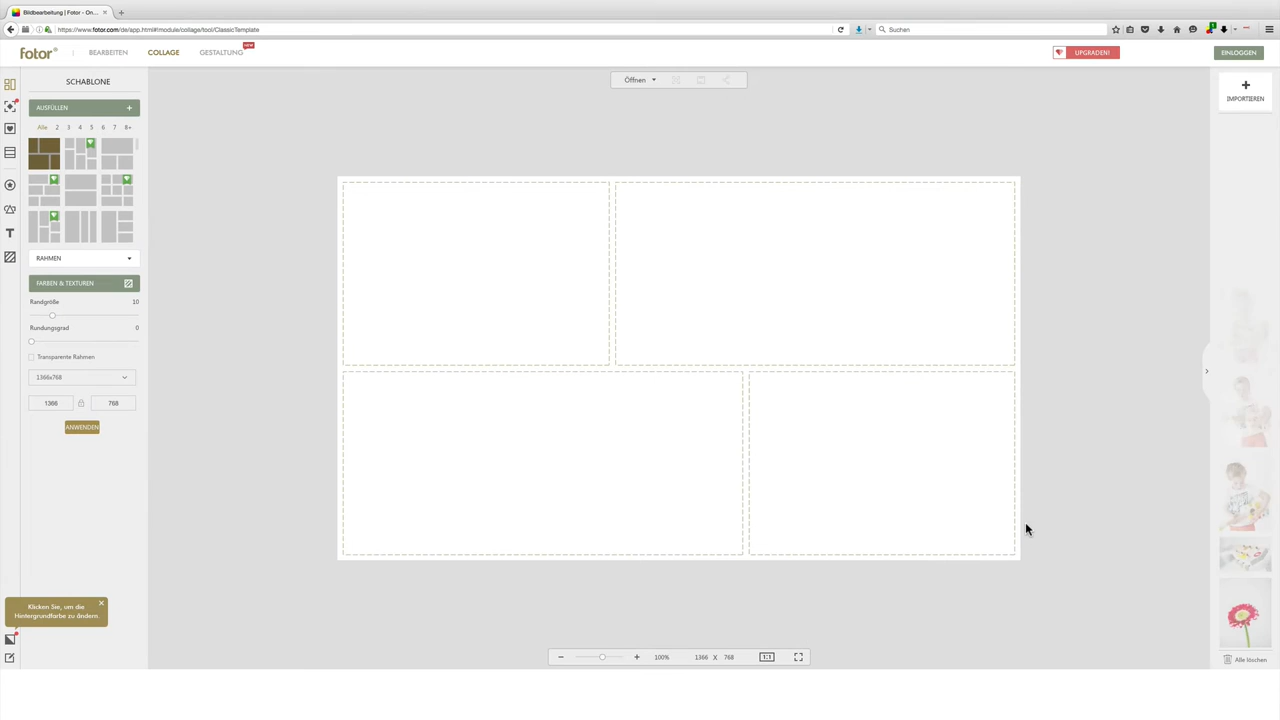 Bildbearbeitung | Fotor - On...
https://www.fotor.com/de/app.html#!module/collage/tool/ClassicTemplate
Suchen
1
fotor
BEARBEITEN
COLLAGE
GESTALTUNG
NEW
UPGRADEN!
EINLOGGEN
SCHABLONE
Öffnen
IMPORTIEREN
AUSFÜLLEN
Alle 2 3 4 5 6 7 8+
RAHMEN
FARBEN & TEXTUREN
Randgröße 10
Rundungsgrad 0
Transparente Rahmen
1366x768
1366 768
ANWENDEN
Klicken Sie, um die
Hintergrundfarbe zu ändern.
100% 1366 X 768 1:1
Alle löschen